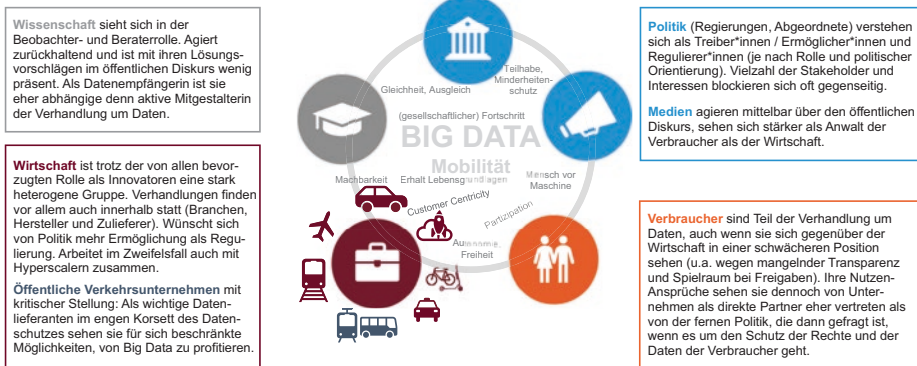 Wissenschaft sieht sich in der
Beobachter- und Beraterrolle. Agiert
zurückhaltend und ist mit ihren Lösungs-
vorschlägen im öffentlichen Diskurs wenig
präsent. Als Datenempfängerin ist sie
eher abhängige denn aktive Mitgestalterin
der Verhandlung um Daten.
Wirtschaft ist trotz der von allen bevor-
zugten Rolle als Innovatoren eine stark
heterogene Gruppe. Verhandlungen finden
vor allem auch innerhalb statt (Branchen,
Hersteller und Zulieferer). Wünscht sich
von Politik mehr Ermöglichung als Regu-
lierung. Arbeitet im Zweifelsfall auch mit
Hyperscalern zusammen.
Öffentliche Verkehrsunternehmen mit
kritischer Stellung: Als wichtige Daten-
lieferanten im engen Korsett des Daten-
schutzes sehen sie für sich beschränkte
Möglichkeiten, von Big Data zu profitieren.
Teilhabe,
Minderheiten-
schutz
Gleichheit, Ausgleich
(gesellschaftlicher) Fortschritt
BIG DATA
Mobilität
Machbarkeit
Erhalt Lebensgrundlagen
Mensch vor
Maschine
Customer Centricity
Partizipation
Autonomie,
Freiheit
Politik (Regierungen, Abgeordnete) verstehen
sich als Treiber*innen / Ermöglicher*innen und
Regulierer*innen (je nach Rolle und politischer
Orientierung). Vielzahl der Stakeholder und
Interessen blockieren sich oft gegenseitig.
Medien agieren mittelbar über den öffentlichen
Diskurs, sehen sich stärker als Anwalt der
Verbraucher als der Wirtschaft.
Verbraucher sind Teil der Verhandlung um
Daten, auch wenn sie sich gegenüber der
Wirtschaft in einer schwächeren Position
sehen (u.a. wegen mangelnder Transparenz
und Spielraum bei Freigaben). Ihre Nutzen-
Ansprüche sehen sie dennoch von Unter-
nehmen als direkte Partner eher vertreten als
von der fernen Politik, die dann gefragt ist,
wenn es um den Schutz der Rechte und der
Daten der Verbraucher geht.